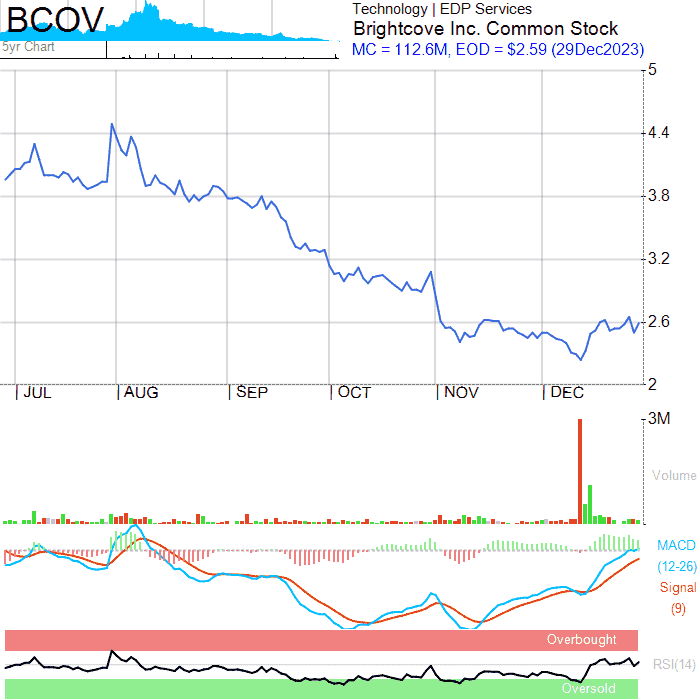 BCOV
5yr Chart
Technology | EDP Services
Brightcove Inc. Common Stock
MC = 112.6M, EOD = $2.59 (29Dec2023)
5
4.4
3.8
3.2
2.6
2
JUL AUG SEP OCT NOV DEC
3M
Volume
MACD
(12-26)
Signal
(9)
Overbought
RSI(14)
Oversold